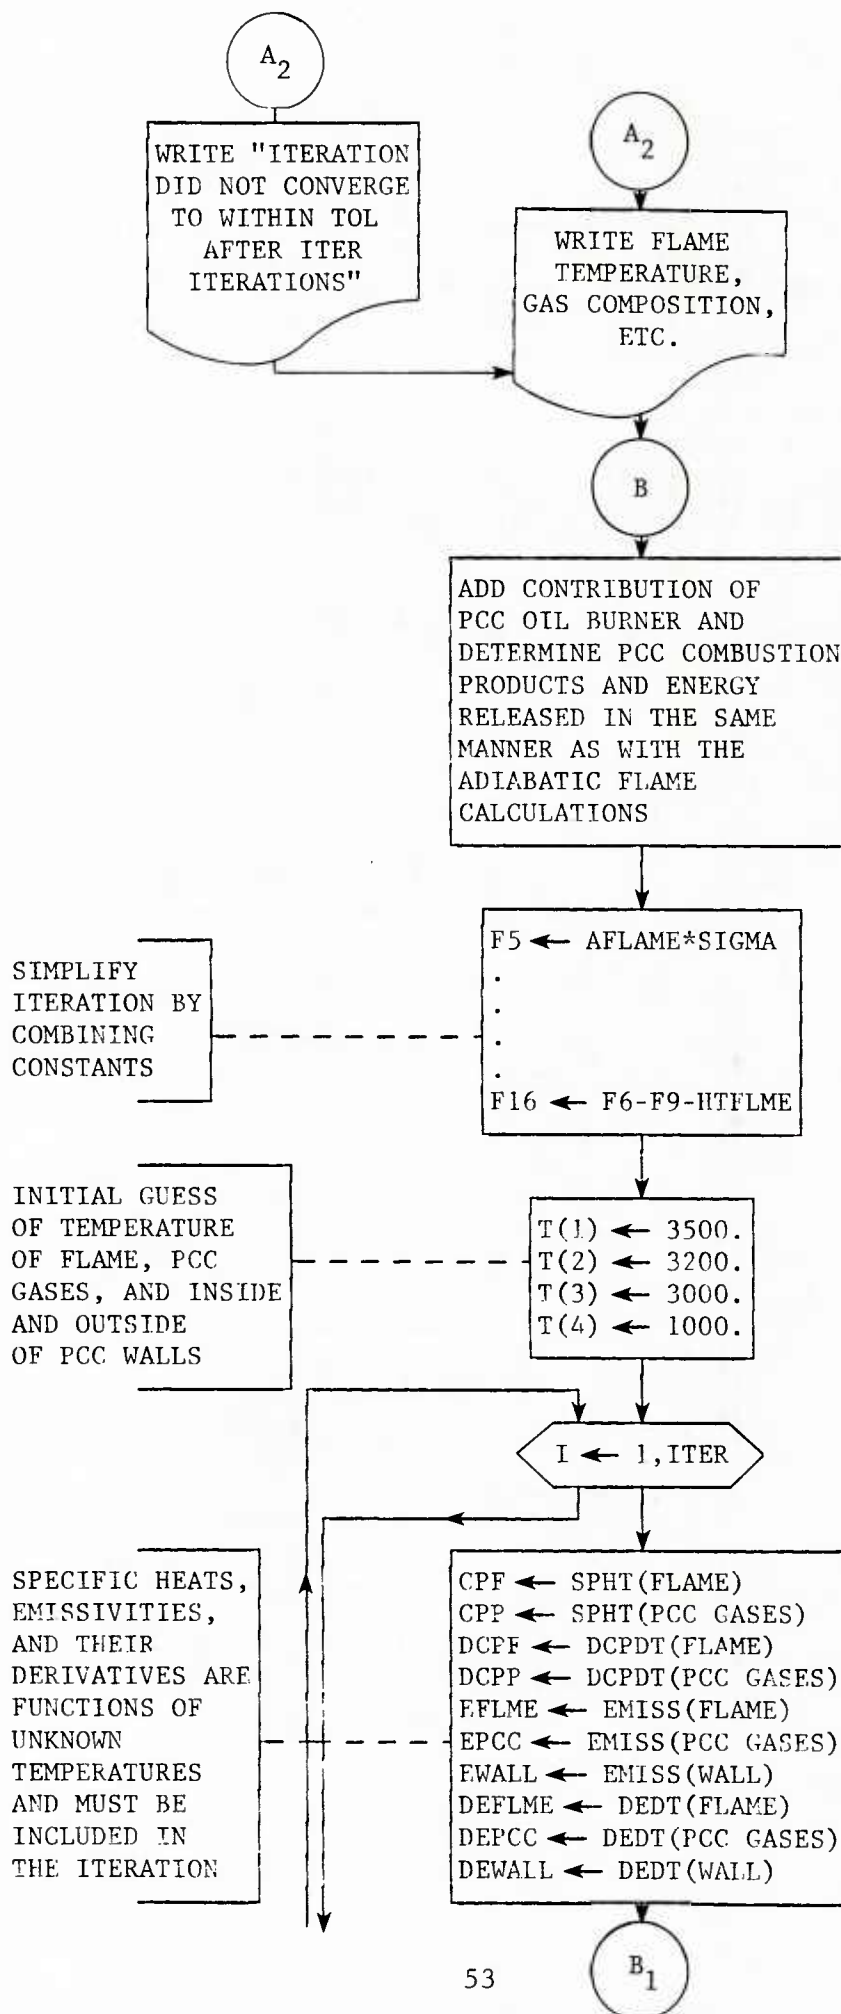 A2
WRITE "ITERATION
DID NOT CONVERGE
TO WITHIN TOL
AFTER ITER
ITERATIONS"
A2
WRITE FLAME
TEMPERATURE,
GAS COMPOSITION,
ETC.
B
ADD CONTRIBUTION OF
PCC OIL BURNER AND
DETERMINE PCC COMBUSTION
PRODUCTS AND ENERGY
RELEASED IN THE SAME
MANNER AS WITH THE
ADIABATIC FLAME
CALCULATIONS
SIMPLIFY
ITERATION BY
COMBINING
CONSTANTS
F5 ← AFLAME*SIGMA
.
.
.
.
F16 ← F6-F9-HTFLME
INITIAL GUESS
OF TEMPERATURE
OF FLAME, PCC
GASES, AND INSIDE
AND OUTSIDE
OF PCC WALLS
T(1) ← 3500.
T(2) ← 3200.
T(3) ← 3000.
T(4) ← 1000.
I ← 1,ITER
SPECIFIC HEATS,
EMISSIVITIES,
AND THEIR
DERIVATIVES ARE
FUNCTIONS OF
UNKNOWN
TEMPERATURES
AND MUST BE
INCLUDED IN
THE ITERATION
CPF ← SPHT(FLAME)
CPP ← SPHT(PCC GASES)
DCPF ← DCPDT(FLAME)
DCPP ← DCPDT(PCC GASES)
EFLME ← EMISS(FLAME)
EPCC ← EMISS(PCC GASES)
EWALL ← EMISS(WALL)
DEFLME ← DEDT(FLAME)
DEPCC ← DEDT(PCC GASES)
DEWALL ← DEDT(WALL)
53
B1